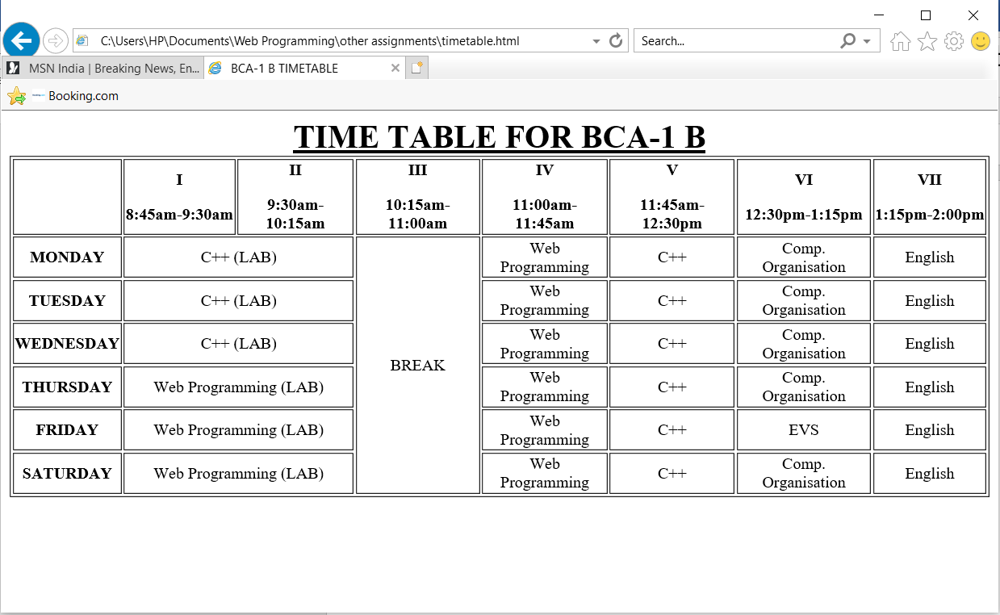 C:\Users\HP\Documents\Web Programming\other assignments\timetable.html
Search...
MSN India | Breaking News, En...
BCA-1 B TIMETABLE
Booking.com
TIME TABLE FOR BCA-1 B
I
8:45am-9:30am
II
9:30am-
10:15am
III
10:15am-
11:00am
IV
11:00am-
11:45am
V
11:45am-
12:30pm
VI
12:30pm-1:15pm
VII
1:15pm-2:00pm
MONDAY
C++ (LAB)
BREAK
Web
Programming
C++
Comp.
Organisation
English
TUESDAY
C++ (LAB)
Web
Programming
C++
Comp.
Organisation
English
WEDNESDAY
C++ (LAB)
Web
Programming
C++
Comp.
Organisation
English
THURSDAY
Web Programming (LAB)
Web
Programming
C++
Comp.
Organisation
English
FRIDAY
Web Programming (LAB)
Web
Programming
C++
EVS
English
SATURDAY
Web Programming (LAB)
Web
Programming
C++
Comp.
Organisation
English